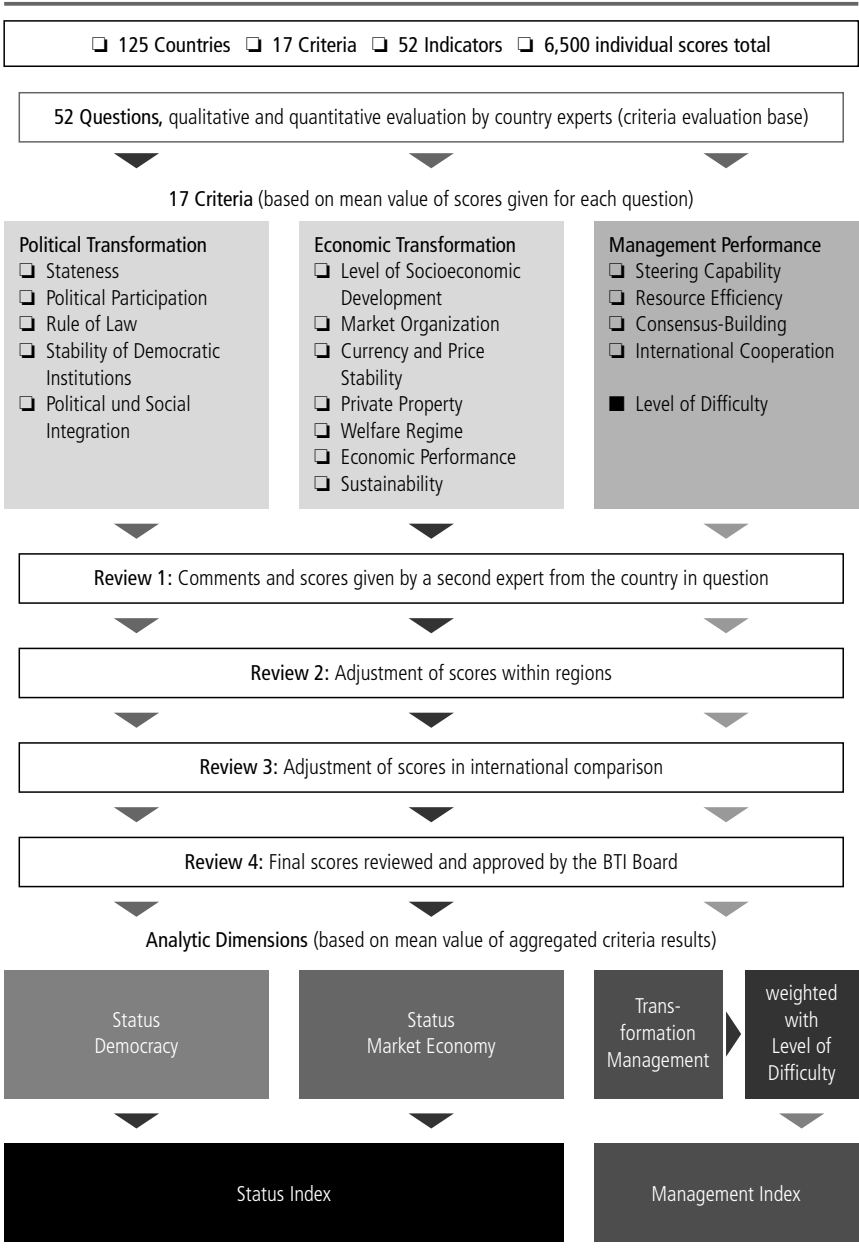 ❏ 125 Countries ❏ 17 Criteria ❏ 52 Indicators ❏ 6,500 individual scores total
52 Questions, qualitative and quantitative evaluation by country experts (criteria evaluation base)
17 Criteria (based on mean value of scores given for each question)
Political Transformation
❏ Stateness
❏ Political Participation
❏ Rule of Law
❏ Stability of Democratic
Institutions
❏ Political und Social
Integration
Economic Transformation
❏ Level of Socioeconomic
Development
❏ Market Organization
❏ Currency and Price
Stability
❏ Private Property
❏ Welfare Regime
❏ Economic Performance
❏ Sustainability
Management Performance
❏ Steering Capability
❏ Resource Efficiency
❏ Consensus-Building
❏ International Cooperation
■ Level of Difficulty
Review 1: Comments and scores given by a second expert from the country in question
Review 2: Adjustment of scores within regions
Review 3: Adjustment of scores in international comparison
Review 4: Final scores reviewed and approved by the BTI Board
Analytic Dimensions (based on mean value of aggregated criteria results)
Status
Democracy
Status
Market Economy
Trans-
formation
Management
weighted
with
Level of
Difficulty
Status Index
Management Index